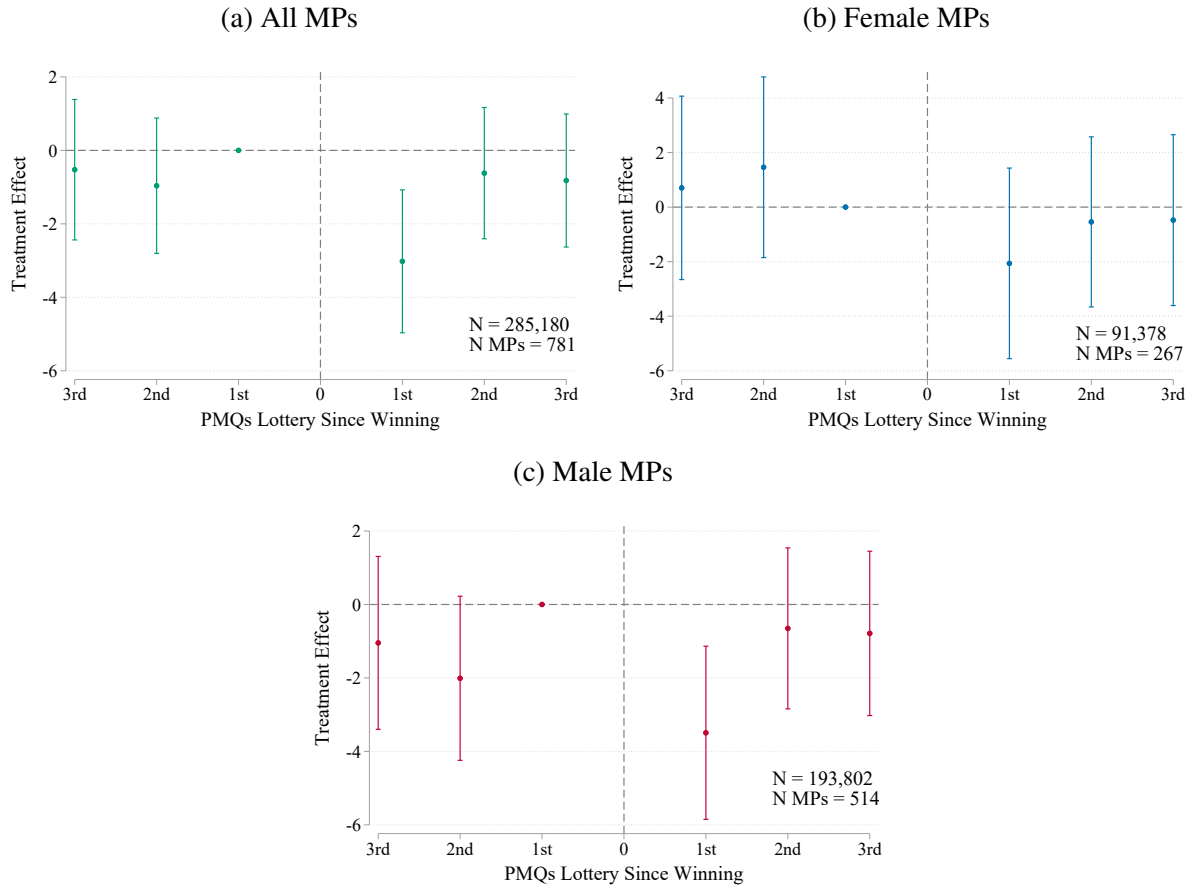 (a) All MPs
Treatment Effect
2
0
-2
-4
-6
N = 285,180
N MPs = 781
3rd 2nd 1st 0 1st 2nd 3rd
PMQs Lottery Since Winning
(b) Female MPs
Treatment Effect
4
2
0
-2
-4
-6
N = 91,378
N MPs = 267
3rd 2nd 1st 0 1st 2nd 3rd
PMQs Lottery Since Winning
(c) Male MPs
Treatment Effect
2
0
-2
-4
-6
N = 193,802
N MPs = 514
3rd 2nd 1st 0 1st 2nd 3rd
PMQs Lottery Since Winning